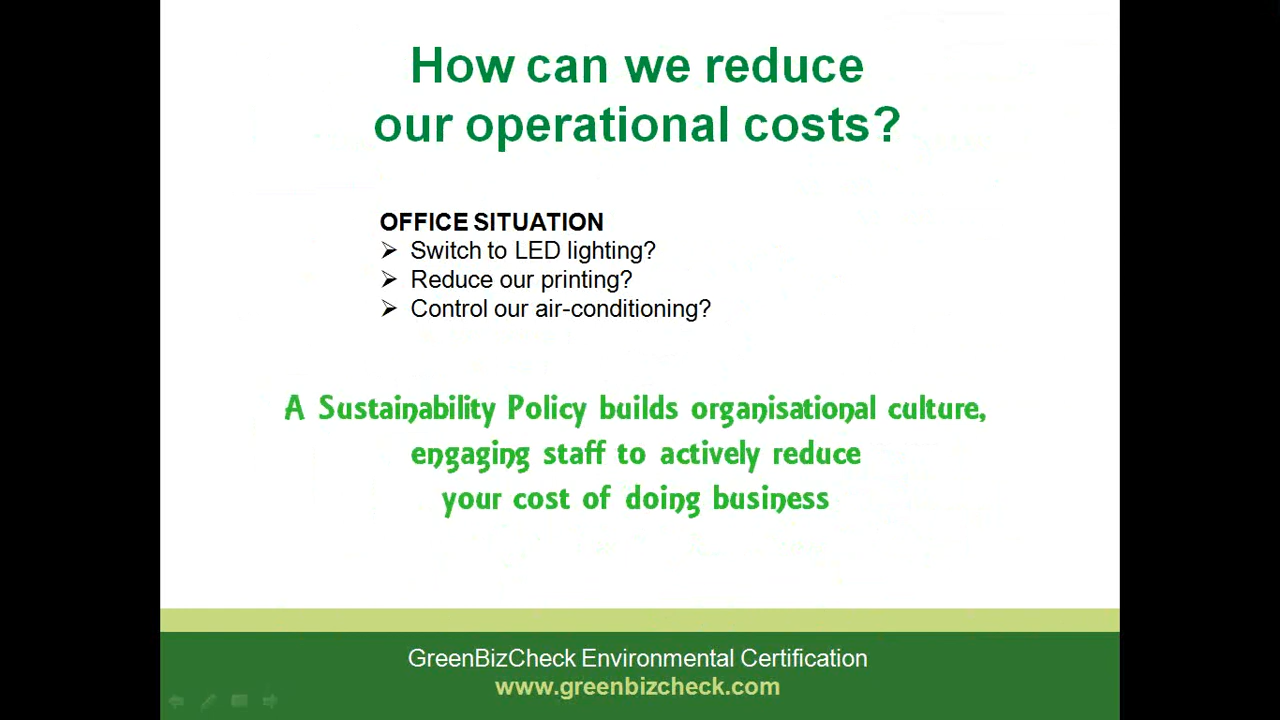 How can we reduce
our operational costs?
OFFICE SITUATION
➢ Switch to LED lighting?
➢ Reduce our printing?
➢ Control our air-conditioning?
A Sustainability Policy builds organisational culture,
engaging staff to actively reduce
your cost of doing business
GreenBizCheck Environmental Certification
www.greenbizcheck.com